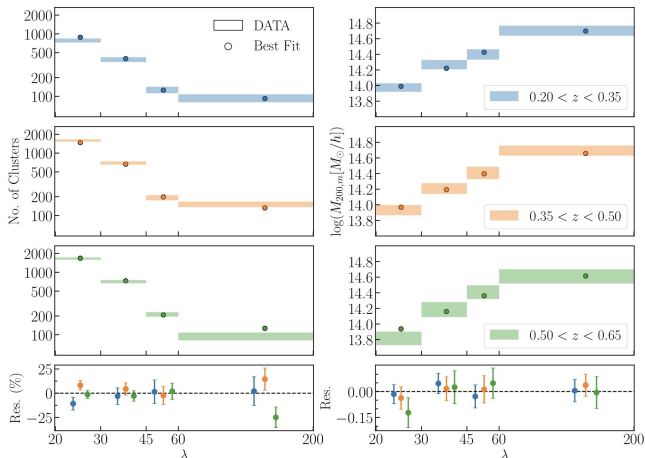 2000
1000
500
200
100
DATA
Best Fit
14.8
14.6
14.4
14.2
14.0
13.8
0.20 < z < 0.35
2000
1000
500
200
100
No. of Clusters
14.8
14.6
14.4
14.2
14.0
13.8
log(M200,m[M⊙/h])
0.35 < z < 0.50
2000
1000
500
200
100
14.8
14.6
14.4
14.2
14.0
13.8
0.50 < z < 0.65
25
0
−25
Res. (%)
20 30 45 60 200
λ
0.00
−0.15
Res.
20 30 45 60 200
λ